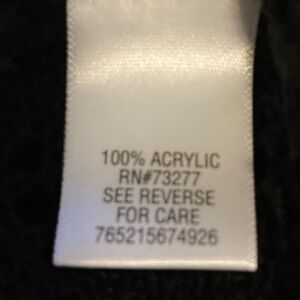 100% ACRYLIC
RN#73277
SEE REVERSE
FOR CARE
765215674926